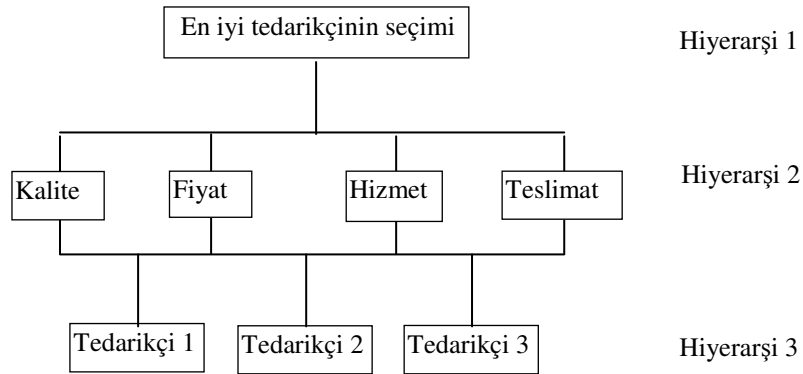 En iyi tedarikçinin seçimi
Hiyerarşi 1
Kalite
Fiyat
Hizmet
Teslimat
Hiyerarşi 2
Tedarikçi 1
Tedarikçi 2
Tedarikçi 3
Hiyerarşi 3